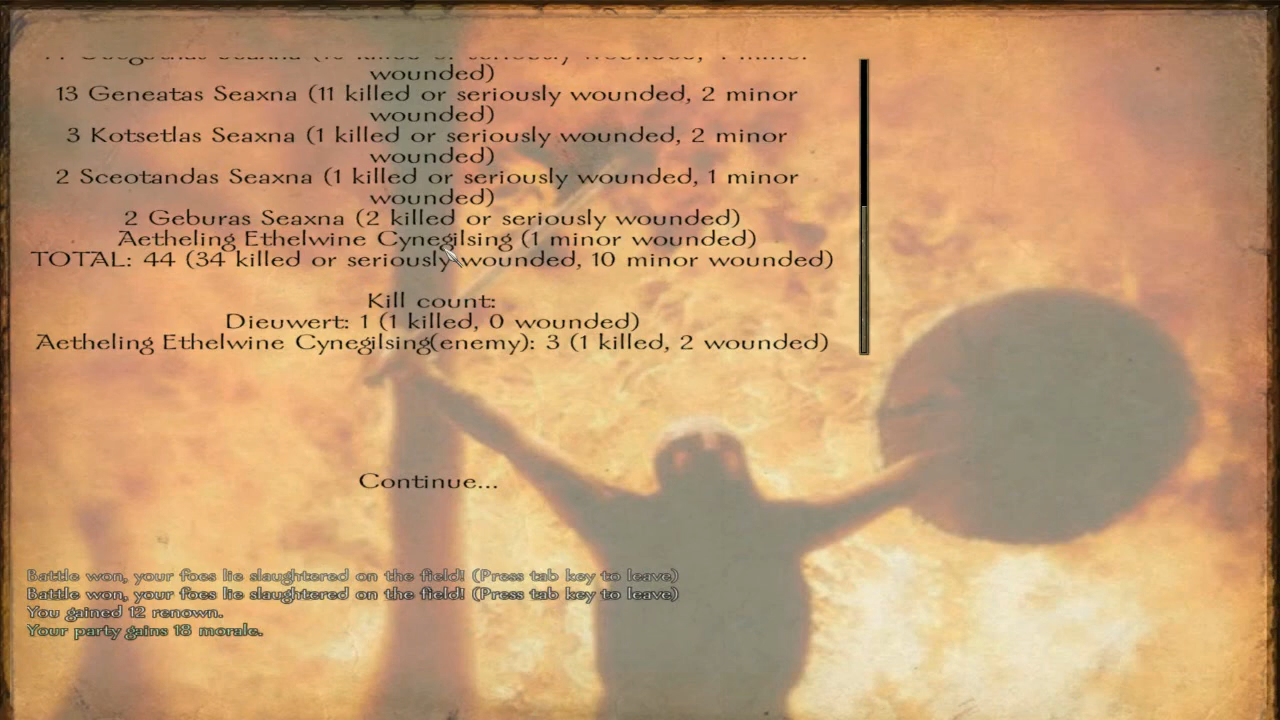 wounded)
13 Geneatas Seaxna (11 killed or seriously wounded, 2 minor
wounded)
3 Kotsetlas Seaxna (1 killed or seriously wounded, 2 minor
wounded)
2 Sceotandas Seaxna (1 killed or seriously wounded, 1 minor
wounded)
2 Geburas Seaxna (2 killed or seriously wounded)
Aetheling Ethelwine Cynegilsing (1 minor wounded)
TOTAL: 44 (34 killed or seriously wounded, 10 minor wounded)
Kill count:
Dieuwert: 1 (1 killed, 0 wounded)
Aetheling Ethelwine Cynegilsing(enemy): 3 (1 killed, 2 wounded)
Continue...
Battle won, your foes lie slaughtered on the field! (Press tab key to leave)
Battle won, your foes lie slaughtered on the field! (Press tab key to leave)
You gained 12 renown.
Your party gains 18 morale.